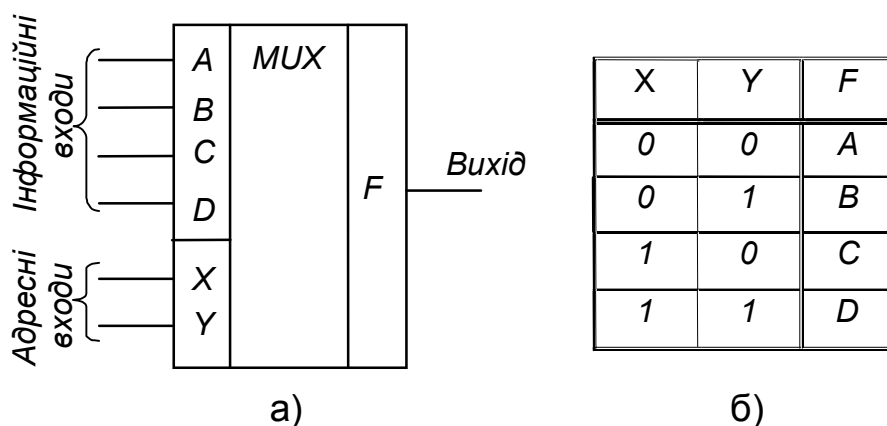 Інформаційні
входи
Адресні
входи
A
B
C
D
X
Y
MUX
F
Вихід
а)
X Y F
0 0 A
0 1 B
1 0 C
1 1 D
б)